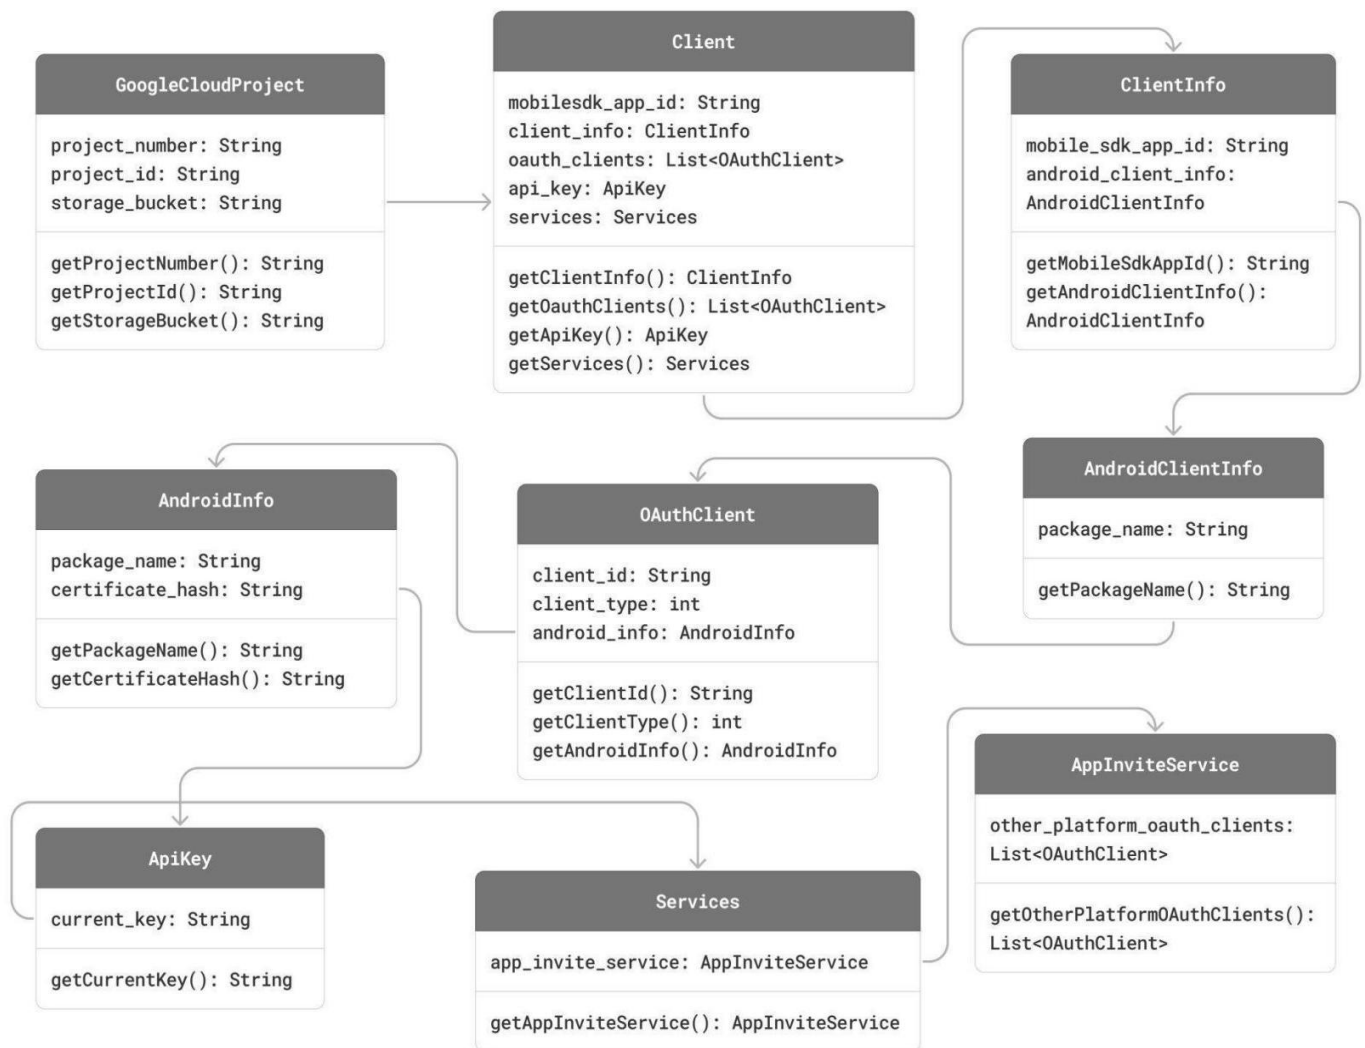 GoogleCloudProject
project_number: String
project_id: String
storage_bucket: String
getProjectNumber(): String
getProjectId(): String
getStorageBucket(): String
Client
mobilesdk_app_id: String
client_info: ClientInfo
oauth_clients: List<OAuthClient>
api_key: ApiKey
services: Services
getClientInfo(): ClientInfo
getOauthClients(): List<OAuthClient>
getApiKey(): ApiKey
getServices(): Services
ClientInfo
mobile_sdk_app_id: String
android_client_info:
AndroidClientInfo
getMobileSdkAppId(): String
getAndroidClientInfo():
AndroidClientInfo
AndroidInfo
package_name: String
certificate_hash: String
getPackageName(): String
getCertificateHash(): String
OAuthClient
client_id: String
client_type: int
android_info: AndroidInfo
getClientId(): String
getClientType(): int
getAndroidInfo(): AndroidInfo
AndroidClientInfo
package_name: String
getPackageName(): String
ApiKey
current_key: String
getCurrentKey(): String
Services
app_invite_service: AppInviteService
getAppInviteService(): AppInviteService
AppInviteService
other_platform_oauth_clients:
List<OAuthClient>
getOtherPlatformOAuthClients():
List<OAuthClient>